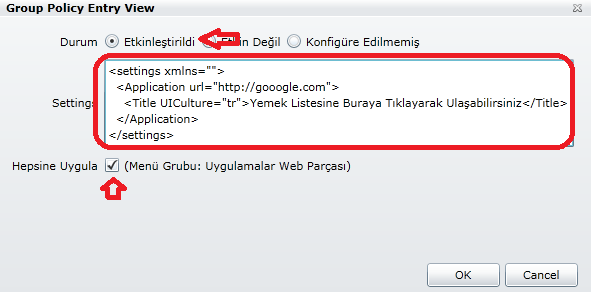 Group Policy Entry View
Durum Etkinleştirildi Değil Konfigüre Edilmemiş
<settings xmlns="">
<Application url="http://gooogle.com">
Settings <Title UICulture="tr">Yemek Listesine Buraya Tıklayarak Ulaşabilirsiniz</Title>
</Application>
</settings>
Hepsine Uygula (Menü Grubu: Uygulamalar Web Parçası)
OK Cancel